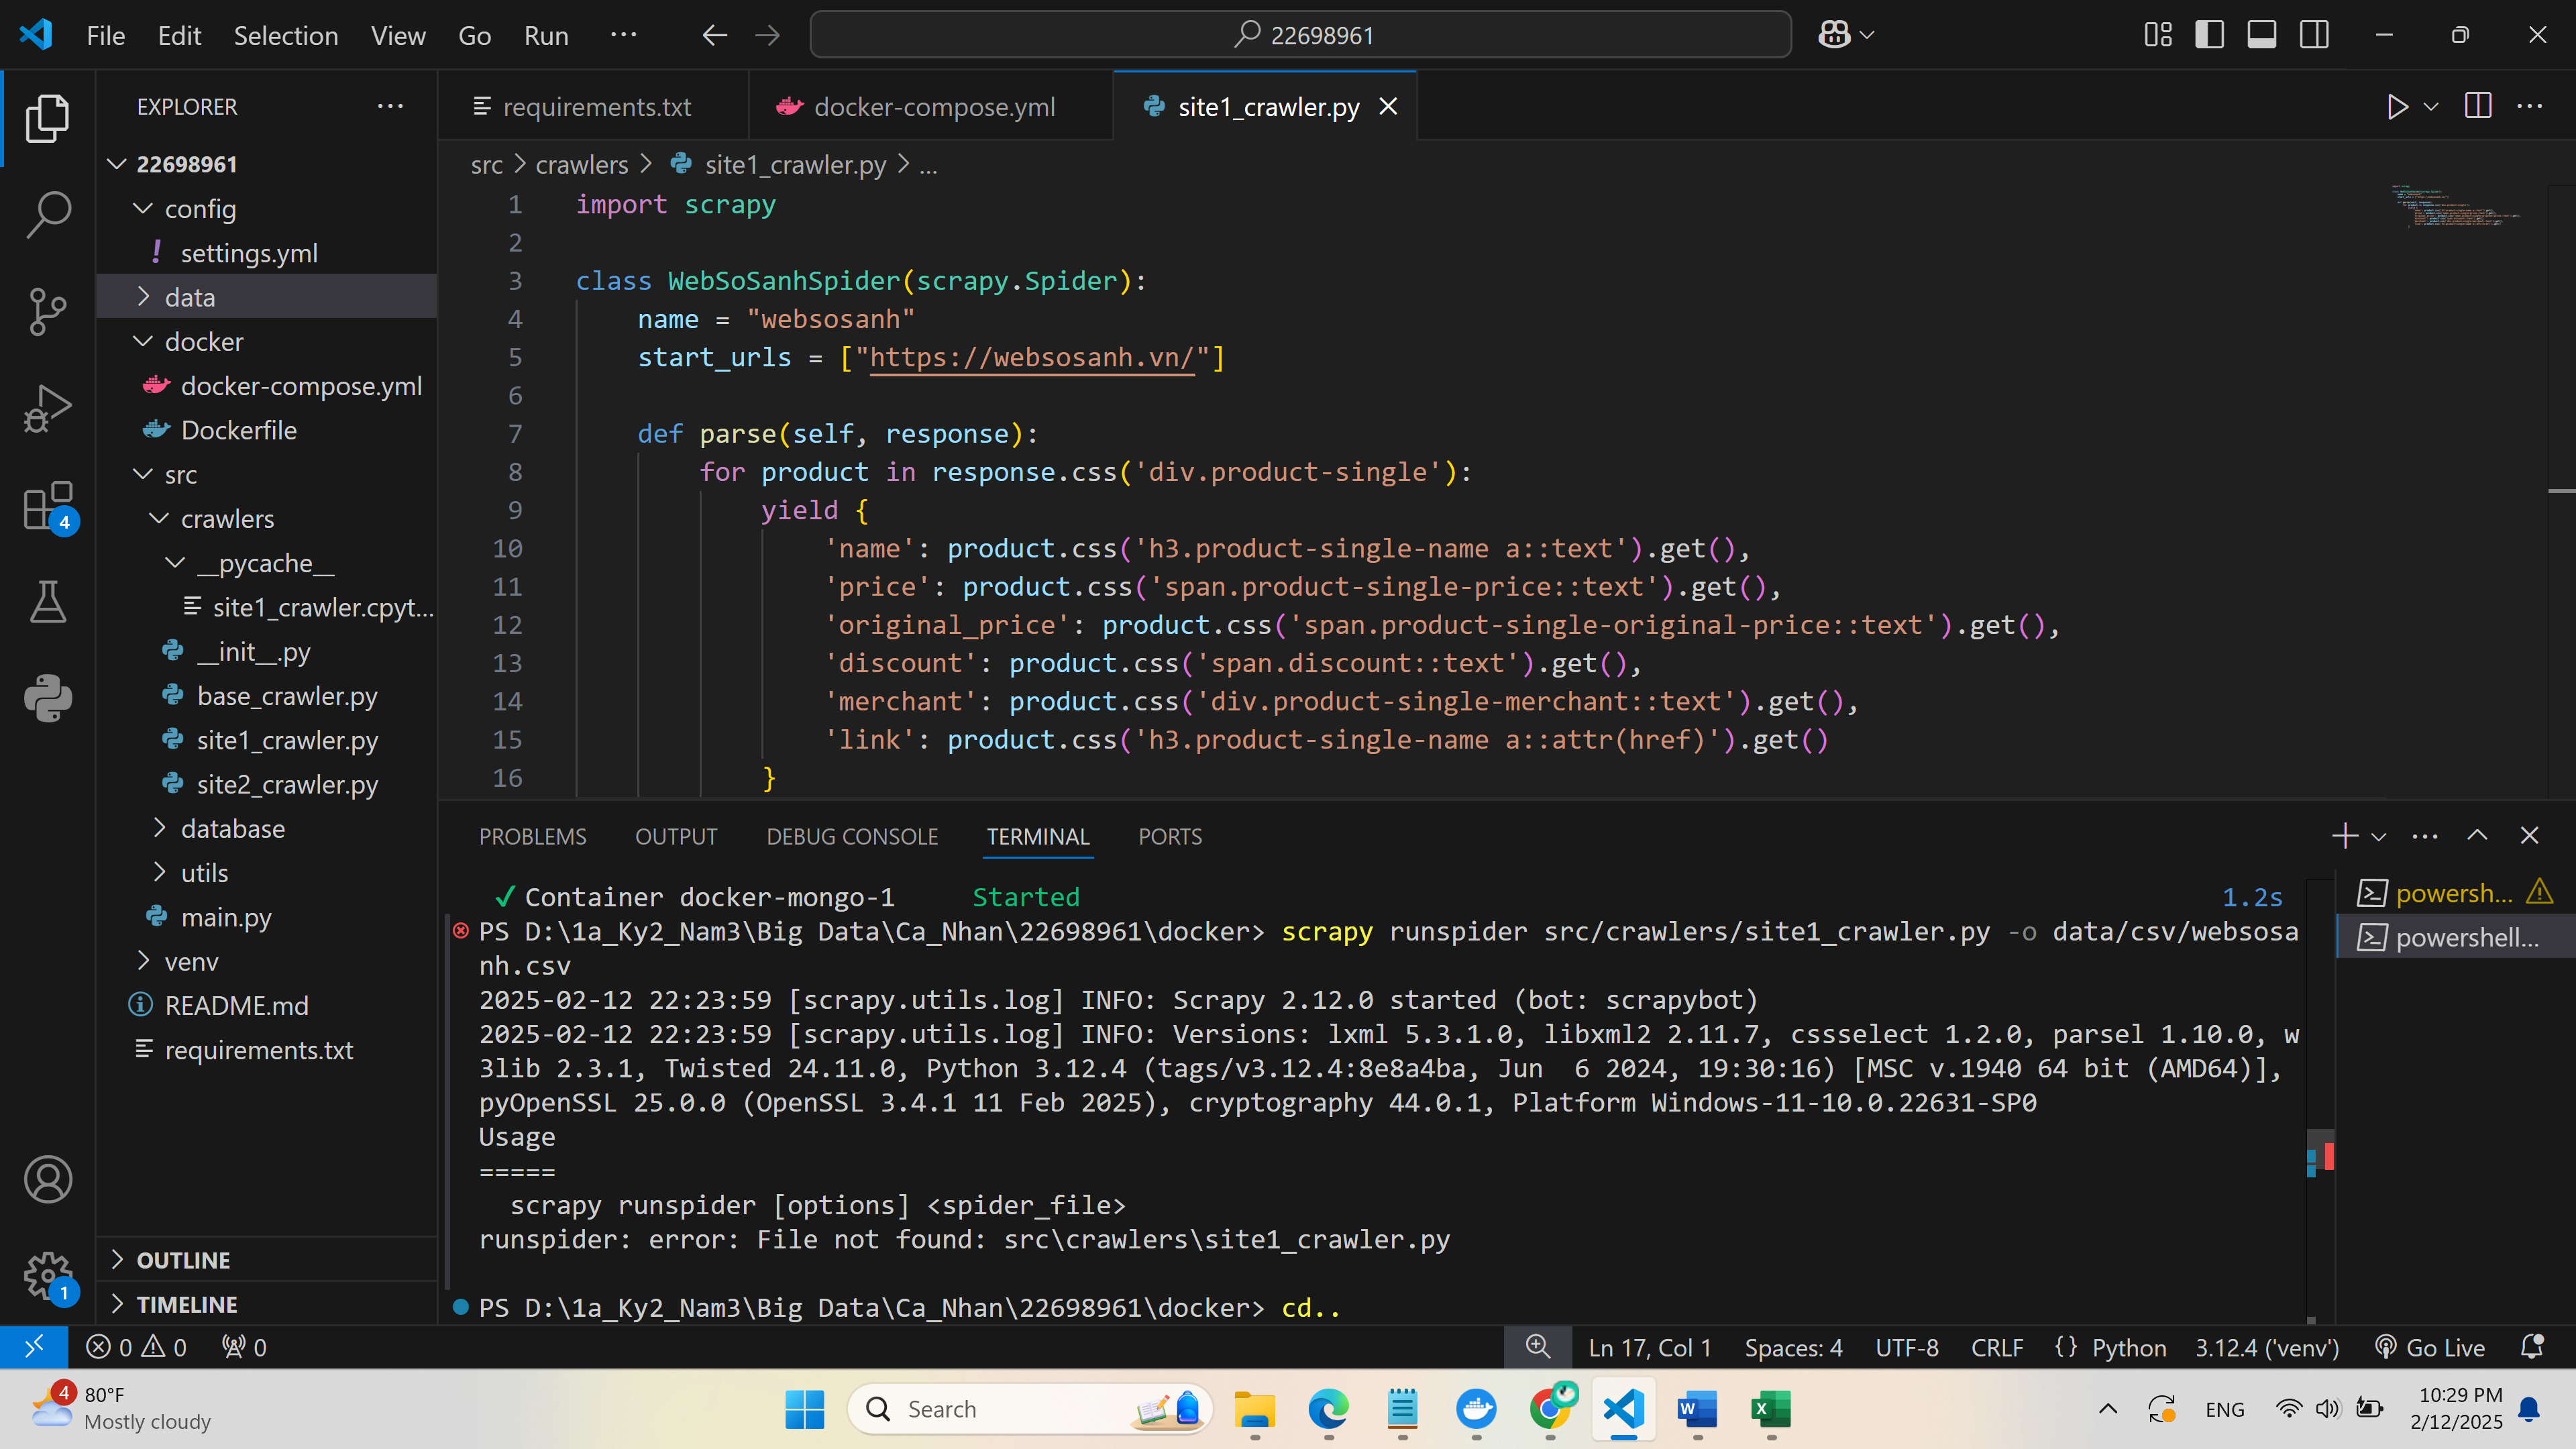 File Edit Selection View Go Run ··· 22698961
EXPLORER ···
22698961
config
! settings.yml
data
docker
docker-compose.yml
Dockerfile
src
crawlers
__pycache__
site1_crawler.cpyt...
__init__.py
base_crawler.py
site1_crawler.py
site2_crawler.py
database
utils
main.py
venv
README.md
requirements.txt
OUTLINE
TIMELINE
4
1
requirements.txt docker-compose.yml site1_crawler.py
src > crawlers > site1_crawler.py > ...
1 import scrapy
2
3 class WebSoSanhSpider(scrapy.Spider):
4 name = "websosanh"
5 start_urls = ["https://websosanh.vn/"]
6
7 def parse(self, response):
8 for product in response.css('div.product-single'):
9 yield {
10 'name': product.css('h3.product-single-name a::text').get(),
11 'price': product.css('span.product-single-price::text').get(),
12 'original_price': product.css('span.product-single-original-price::text').get(),
13 'discount': product.css('span.discount::text').get(),
14 'merchant': product.css('div.product-single-merchant::text').get(),
15 'link': product.css('h3.product-single-name a::attr(href)').get()
16 }
PROBLEMS OUTPUT DEBUG CONSOLE TERMINAL PORTS
✓ Container docker-mongo-1 Started 1.2s
PS D:\1a_Ky2_Nam3\Big Data\Ca_Nhan\22698961\docker> scrapy runspider src/crawlers/site1_crawler.py -o data/csv/websosa
nh.csv
2025-02-12 22:23:59 [scrapy.utils.log] INFO: Scrapy 2.12.0 started (bot: scrapybot)
2025-02-12 22:23:59 [scrapy.utils.log] INFO: Versions: lxml 5.3.1.0, libxml2 2.11.7, cssselect 1.2.0, parsel 1.10.0, w
3lib 2.3.1, Twisted 24.11.0, Python 3.12.4 (tags/v3.12.4:8e8a4ba, Jun  6 2024, 19:30:16) [MSC v.1940 64 bit (AMD64)],
pyOpenSSL 25.0.0 (OpenSSL 3.4.1 11 Feb 2025), cryptography 44.0.1, Platform Windows-11-10.0.22631-SP0
Usage
=====
scrapy runspider [options] <spider_file>
runspider: error: File not found: src\crawlers\site1_crawler.py
PS D:\1a_Ky2_Nam3\Big Data\Ca_Nhan\22698961\docker> cd..
powersh...
powershell...
0 0 0 Ln 17, Col 1 Spaces: 4 UTF-8 CRLF {} Python 3.12.4 ('venv') Go Live
4 80°F
Mostly cloudy
Search
ENG
10:29 PM
2/12/2025